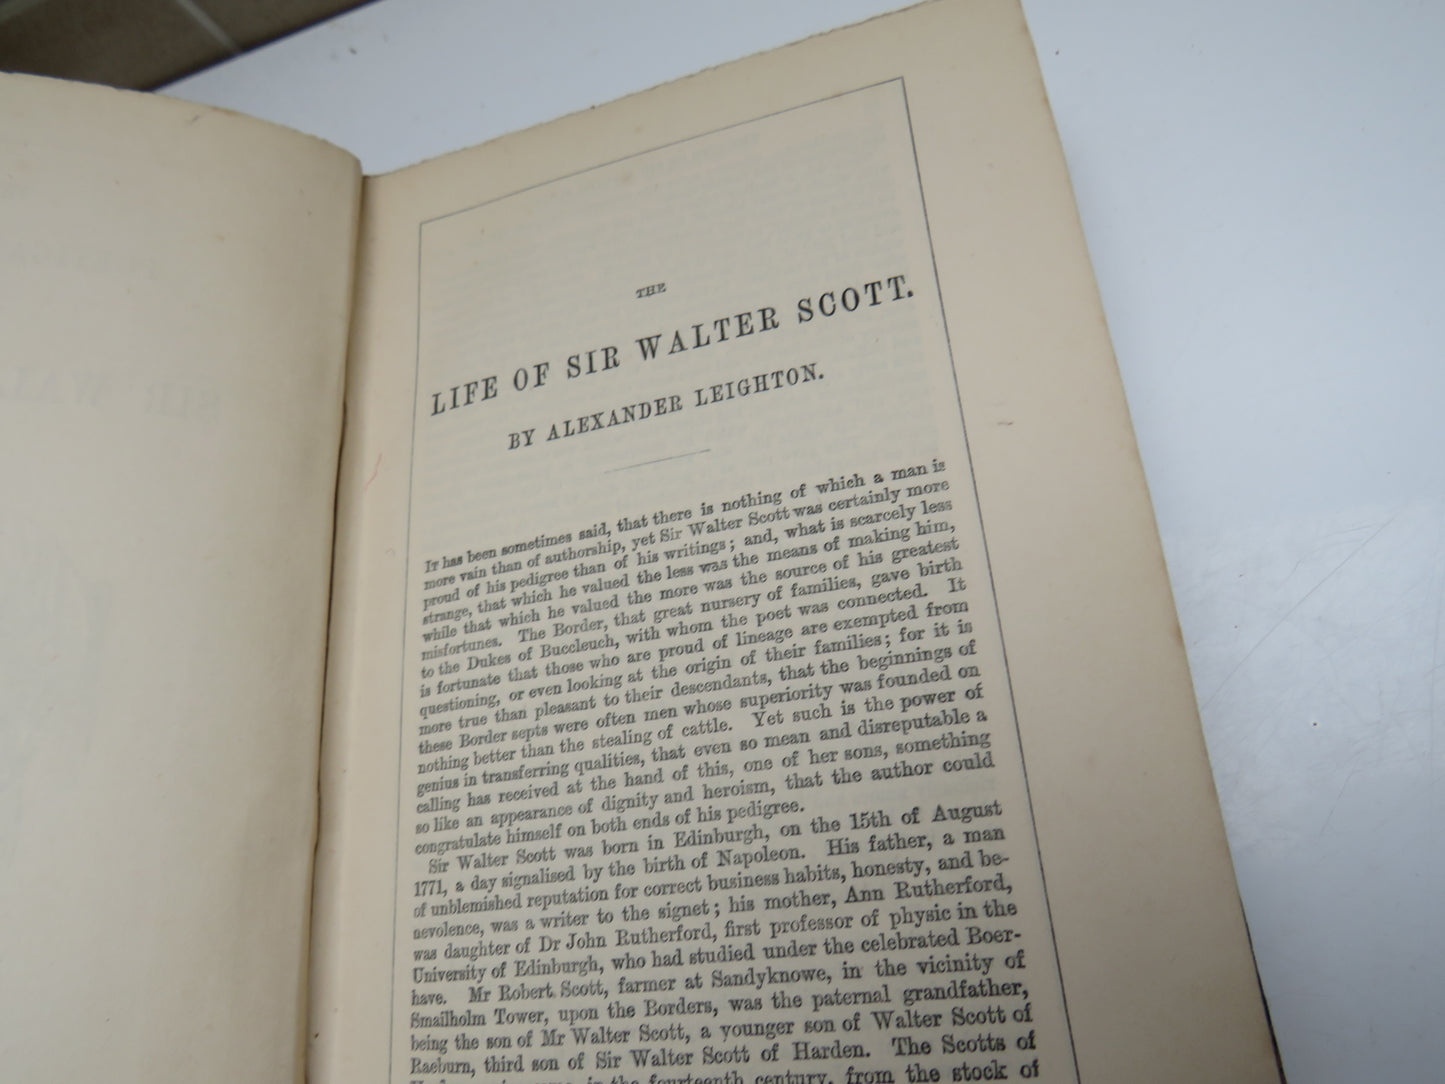 THE
LIFE OF SIR WALTER SCOTT.
BY ALEXANDER LEIGHTON.
It has been sometimes said, that there is nothing of which a man is
more vain than of authorship, yet Sir Walter Scott was certainly more
proud of his pedigree than of his writings; and, what is scarcely less
strange, that which he valued the less was the means of making him,
while that which he valued the more was the source of his greatest
misfortunes. The Border, that great nursery of families, gave birth
to the Dukes of Buccleuch, with whom the poet was connected. It
is fortunate that those who are proud of lineage are exempted from
questioning, or even looking at the origin of their families; for it is
more true than pleasant to their descendants, that the beginnings of
these Border septs were often men whose superiority was founded on
nothing better than the stealing of cattle. Yet such is the power of
genius in transferring qualities, that even so mean and disreputable a
calling has received at the hand of this, one of her sons, something
so like an appearance of dignity and heroism, that the author could
congratulate himself on both ends of his pedigree.
Sir Walter Scott was born in Edinburgh, on the 15th of August
1771, a day signalised by the birth of Napoleon. His father, a man
of unblemished reputation for correct business habits, honesty, and be-
nevolence, was a writer to the signet; his mother, Ann Rutherford,
was daughter of Dr John Rutherford, first professor of physic in the
University of Edinburgh, who had studied under the celebrated Boer-
have. Mr Robert Scott, farmer at Sandyknowe, in the vicinity of
Smailholm Tower, upon the Borders, was the paternal grandfather,
being the son of Mr Walter Scott, a younger son of Walter Scott of
Raeburn, third son of Sir Walter Scott of Harden. The Scotts of
in the fourteenth century, from the stock of